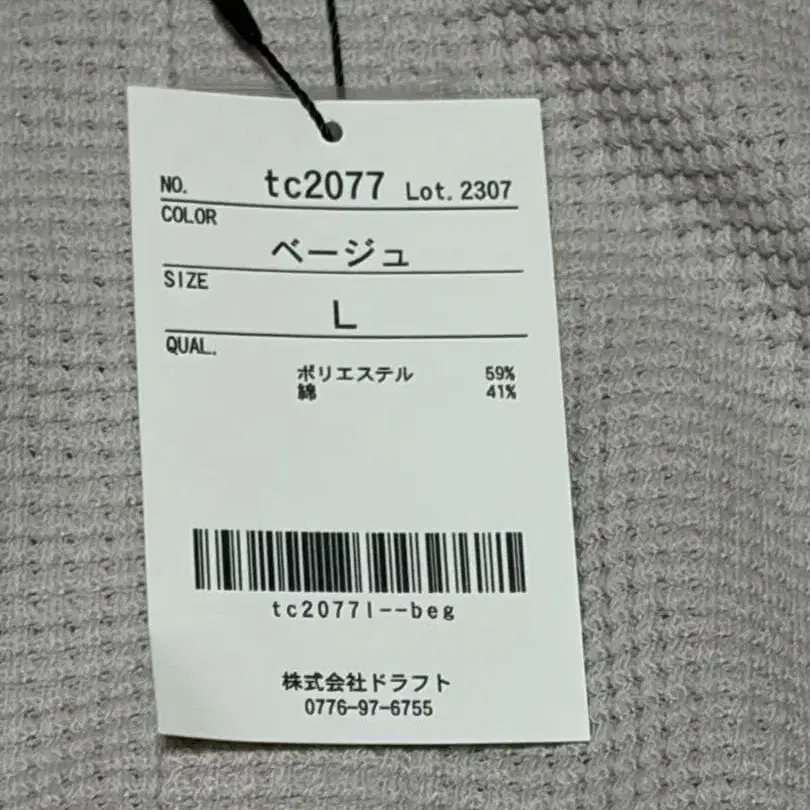 NO. tc2077 Lot.2307
COLOR
ベージュ
SIZE
L
QUAL.
ポリエステル 59%
綿 41%
tc2077l--beg
株式会社ドラフト
0776-97-6755